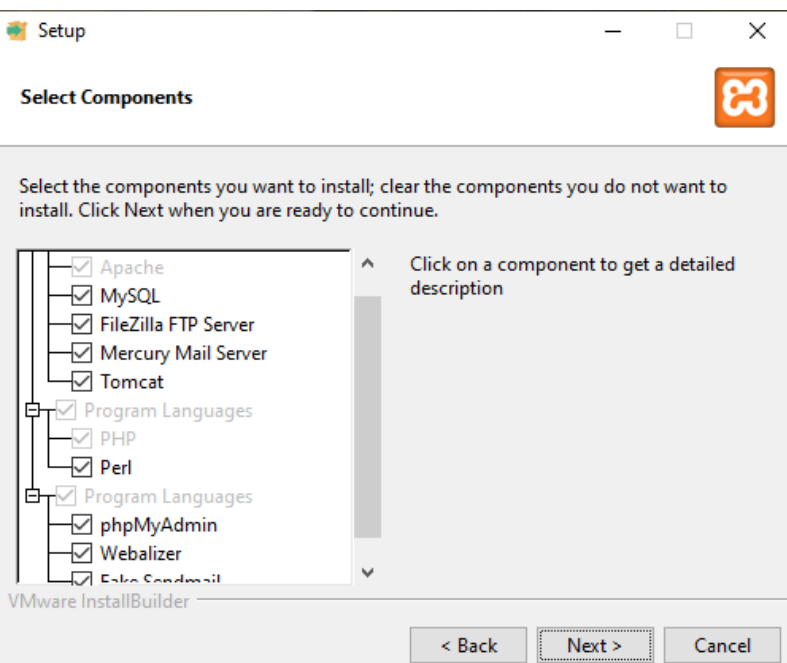 Setup
Select Components
Select the components you want to install; clear the components you do not want to
install. Click Next when you are ready to continue.
Apache
MySQL
FileZilla FTP Server
Mercury Mail Server
Tomcat
Program Languages
PHP
Perl
Program Languages
phpMyAdmin
Webalizer
Fake Sendmail
Click on a component to get a detailed
description
VMware InstallBuilder
< Back
Next >
Cancel